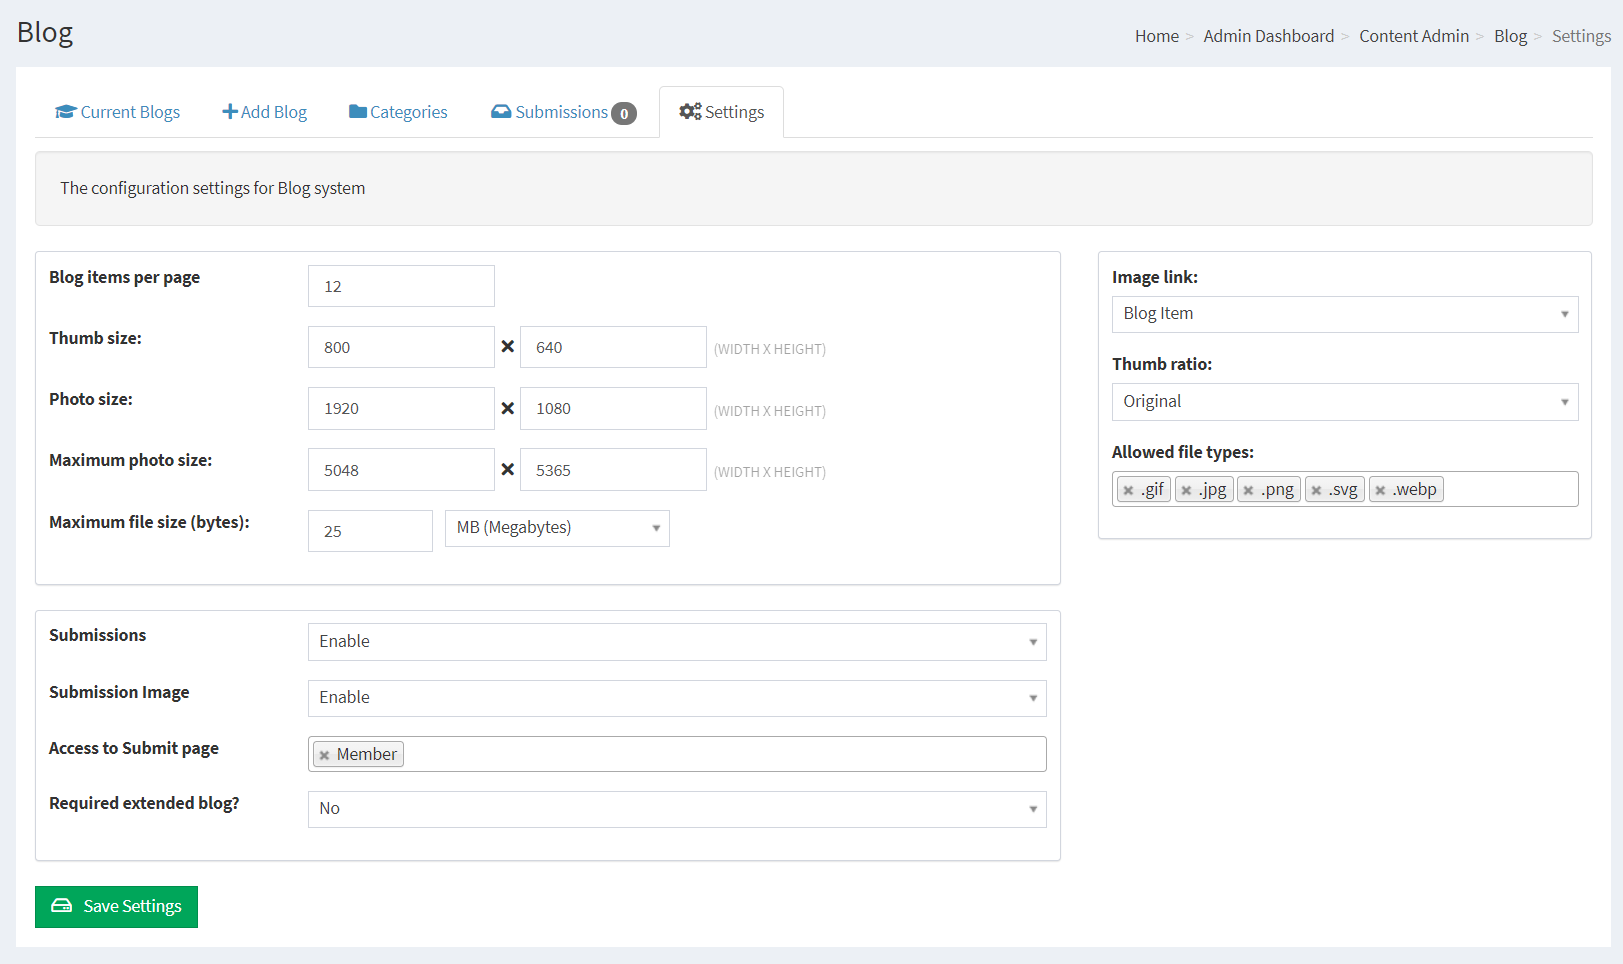 Blog
Home > Admin Dashboard > Content Admin > Blog > Settings
Current Blogs
Add Blog
Categories
Submissions 0
Settings
The configuration settings for Blog system
Blog items per page
12
Thumb size:
800 × 640 (WIDTH X HEIGHT)
Photo size:
1920 × 1080 (WIDTH X HEIGHT)
Maximum photo size:
5048 × 5365 (WIDTH X HEIGHT)
Maximum file size (bytes):
25 MB (Megabytes)
Image link:
Blog Item
Thumb ratio:
Original
Allowed file types:
× .gif × .jpg × .png × .svg × .webp
Submissions
Enable
Submission Image
Enable
Access to Submit page
× Member
Required extended blog?
No
Save Settings